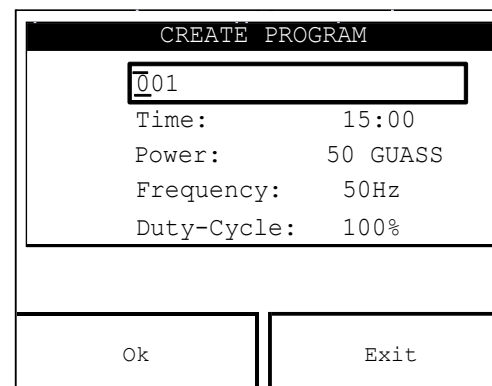 CREATE PROGRAM
001
Time: 15:00
Power: 50 GUASS
Frequency: 50Hz
Duty-Cycle: 100%
Ok Exit